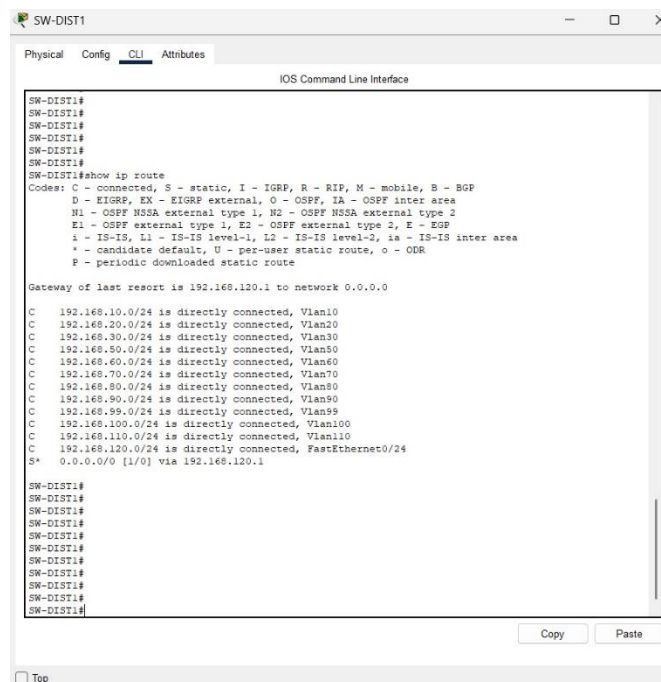 SW-DIST1
Physical Config CLI Attributes
IOS Command Line Interface
SW-DIST1#
SW-DIST1#
SW-DIST1#
SW-DIST1#
SW-DIST1#
SW-DIST1#
SW-DIST1#show ip route
Codes: C - connected, S - static, I - IGRP, R - RIP, M - mobile, B - BGP
D - EIGRP, EX - EIGRP external, O - OSPF, IA - OSPF inter area
N1 - OSPF NSSA external type 1, N2 - OSPF NSSA external type 2
E1 - OSPF external type 1, E2 - OSPF external type 2, E - EGP
i - IS-IS, L1 - IS-IS level-1, L2 - IS-IS level-2, ia - IS-IS inter area
* - candidate default, U - per-user static route, o - ODR
P - periodic downloaded static route
Gateway of last resort is 192.168.120.1 to network 0.0.0.0
C 192.168.10.0/24 is directly connected, Vlan10
C 192.168.20.0/24 is directly connected, Vlan20
C 192.168.30.0/24 is directly connected, Vlan30
C 192.168.50.0/24 is directly connected, Vlan50
C 192.168.60.0/24 is directly connected, Vlan60
C 192.168.70.0/24 is directly connected, Vlan70
C 192.168.80.0/24 is directly connected, Vlan80
C 192.168.90.0/24 is directly connected, Vlan90
C 192.168.99.0/24 is directly connected, Vlan99
C 192.168.100.0/24 is directly connected, Vlan100
C 192.168.110.0/24 is directly connected, Vlan110
C 192.168.120.0/24 is directly connected, FastEthernet0/24
S* 0.0.0.0/0 [1/0] via 192.168.120.1
SW-DIST1#
SW-DIST1#
SW-DIST1#
SW-DIST1#
SW-DIST1#
SW-DIST1#
SW-DIST1#
SW-DIST1#
SW-DIST1#
SW-DIST1#
SW-DIST1#
Copy Paste
Top